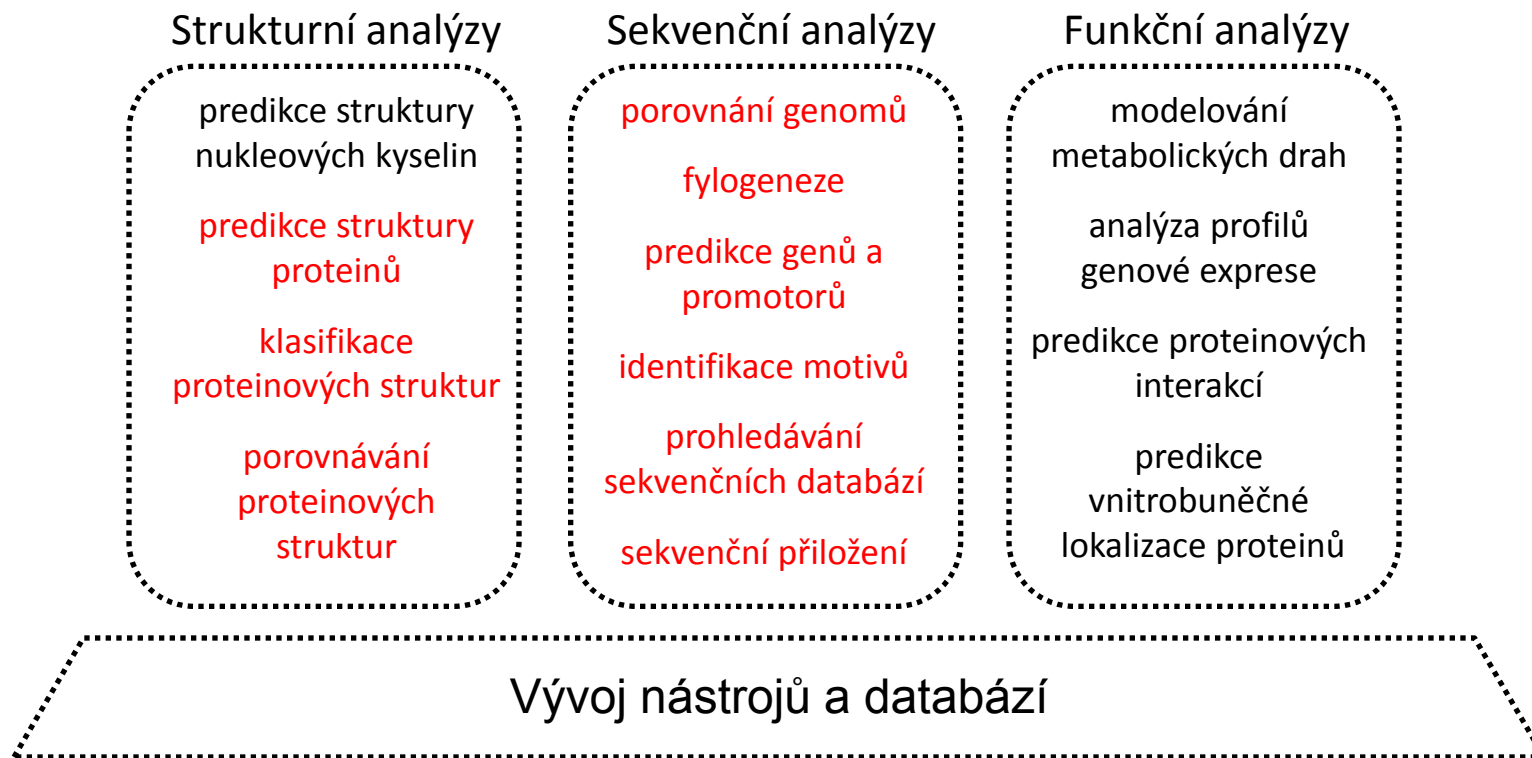 Strukturní analýzy
predikce struktury
nukleových kyselin
predikce struktury
proteinů
klasifikace
proteinových struktur
porovnávání
proteinových
struktur
Sekvenční analýzy
porovnání genomů
fylogeneze
predikce genů a
promotorů
identifikace motivů
prohledávání
sekvenčních databází
sekvenční přiložení
Funkční analýzy
modelování
metabolických drah
analýza profilů
genové exprese
predikce proteinových
interakcí
predikce
vnitrobuněčné
lokalizace proteinů
Vývoj nástrojů a databází